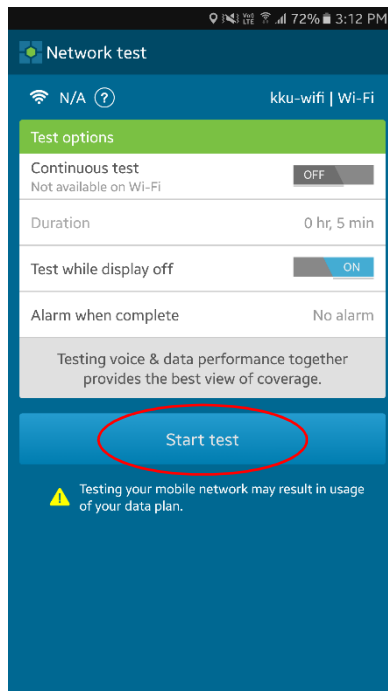 VoLTE 72% 3:12 PM
Network test
N/A ? kku-wifi | Wi-Fi
Test options
Continuous test OFF
Not available on Wi-Fi
Duration 0 hr, 5 min
Test while display off ON
Alarm when complete No alarm
Testing voice & data performance together
provides the best view of coverage.
Start test
Testing your mobile network may result in usage
of your data plan.